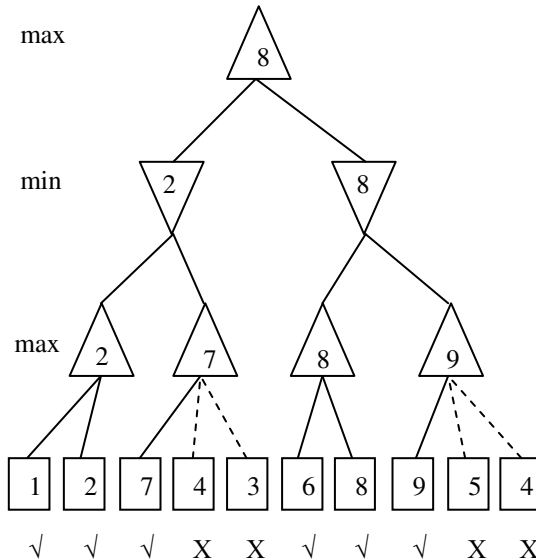 max
8
min
2 8
max
2 7 8 9
1 2 7 4 3 6 8 9 5 4
√ √ √ X X √ √ √ X X